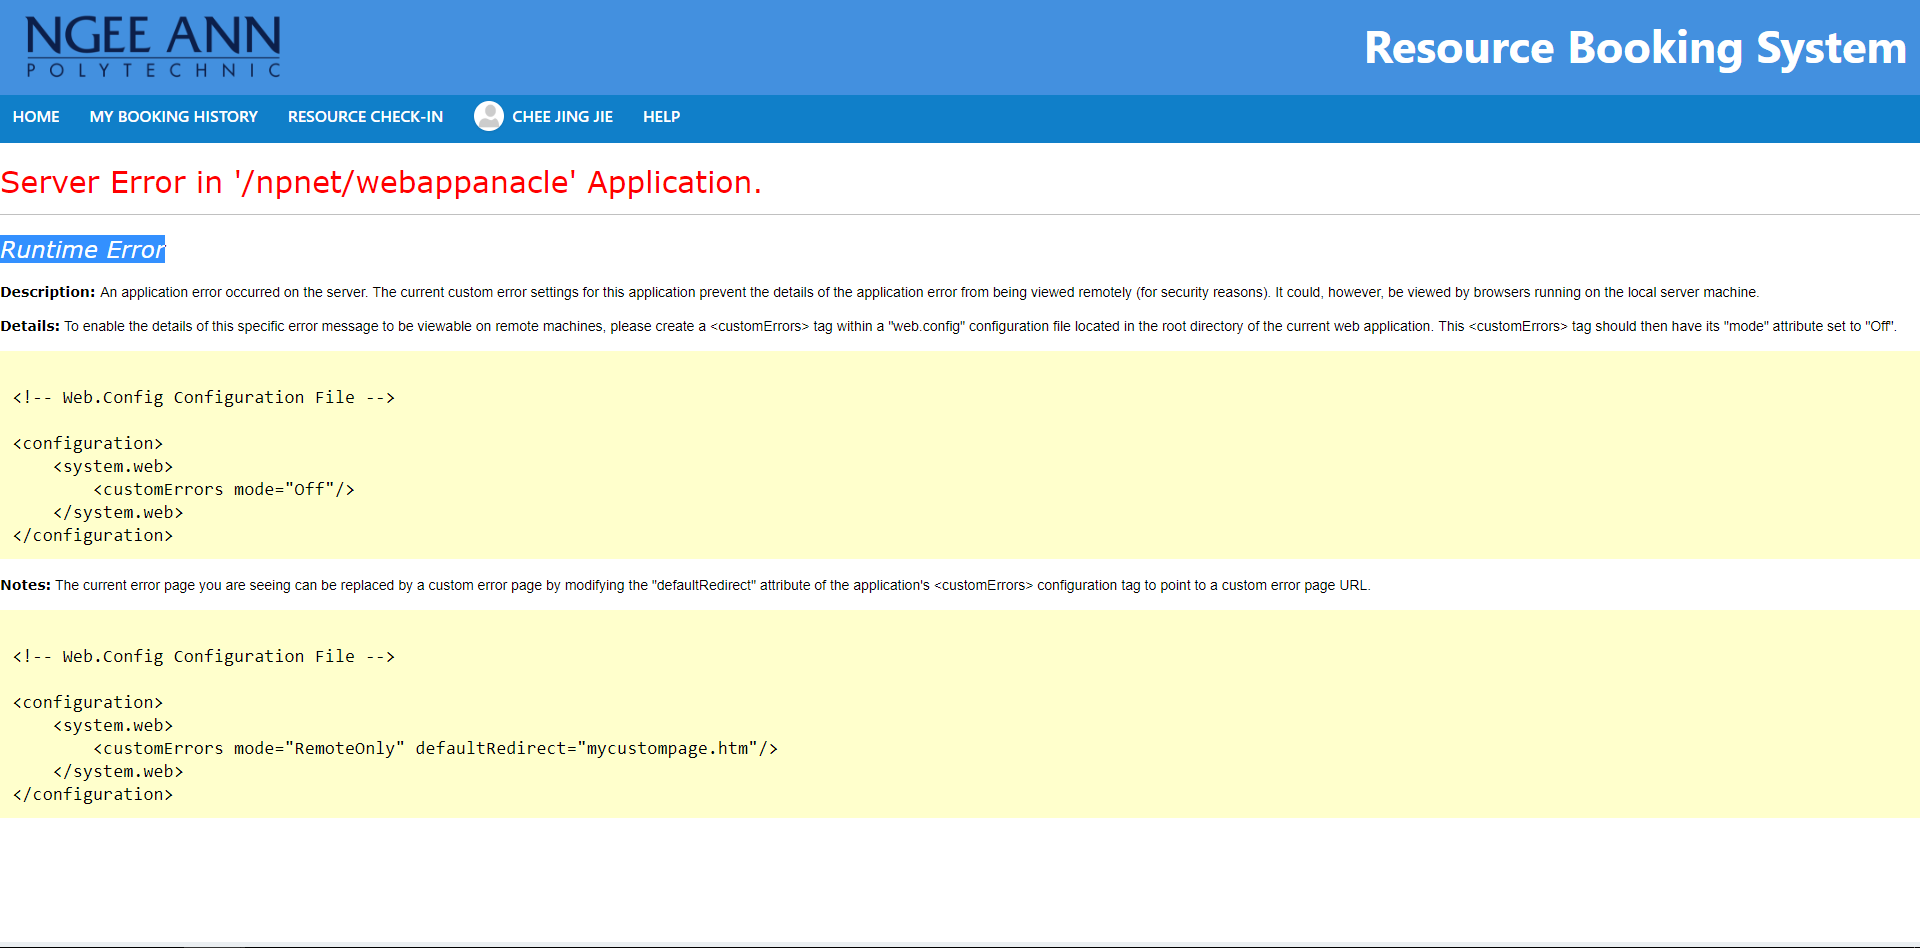 NGEE ANN
POLYTECHNIC
Resource Booking System
HOME MY BOOKING HISTORY RESOURCE CHECK-IN CHEE JING JIE HELP
Server Error in '/npnet/webappanacle' Application.
Runtime Error
Description: An application error occurred on the server. The current custom error settings for this application prevent the details of the application error from being viewed remotely (for security reasons). It could, however, be viewed by browsers running on the local server machine.
Details: To enable the details of this specific error message to be viewable on remote machines, please create a <customErrors> tag within a "web.config" configuration file located in the root directory of the current web application. This <customErrors> tag should then have its "mode" attribute set to "Off".
<!-- Web.Config Configuration File -->
<configuration>
    <system.web>
        <customErrors mode="Off"/>
    </system.web>
</configuration>
Notes: The current error page you are seeing can be replaced by a custom error page by modifying the "defaultRedirect" attribute of the application's <customErrors> configuration tag to point to a custom error page URL.
<!-- Web.Config Configuration File -->
<configuration>
    <system.web>
        <customErrors mode="RemoteOnly" defaultRedirect="mycustompage.htm"/>
    </system.web>
</configuration>